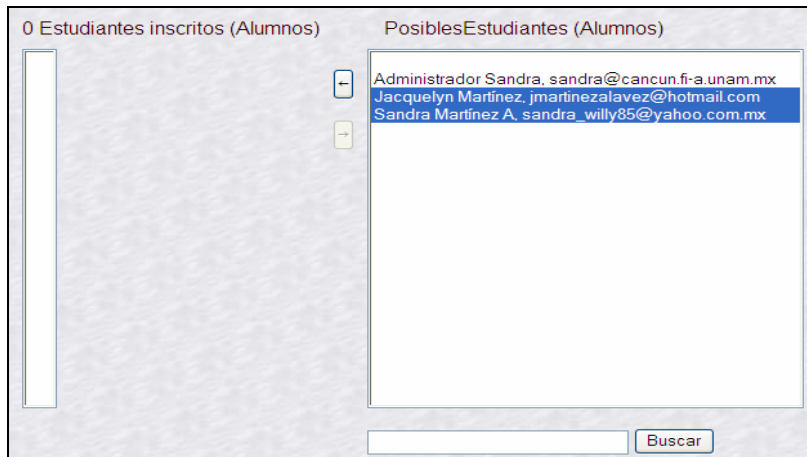 0 Estudiantes inscritos (Alumnos)
PosiblesEstudiantes (Alumnos)
←
Administrador Sandra, sandra@cancun.fi-a.unam.mx
Jacquelyn Martínez, jmartinezalavez@hotmail.com
Sandra Martínez A, sandra_willy85@yahoo.com.mx
→
Buscar